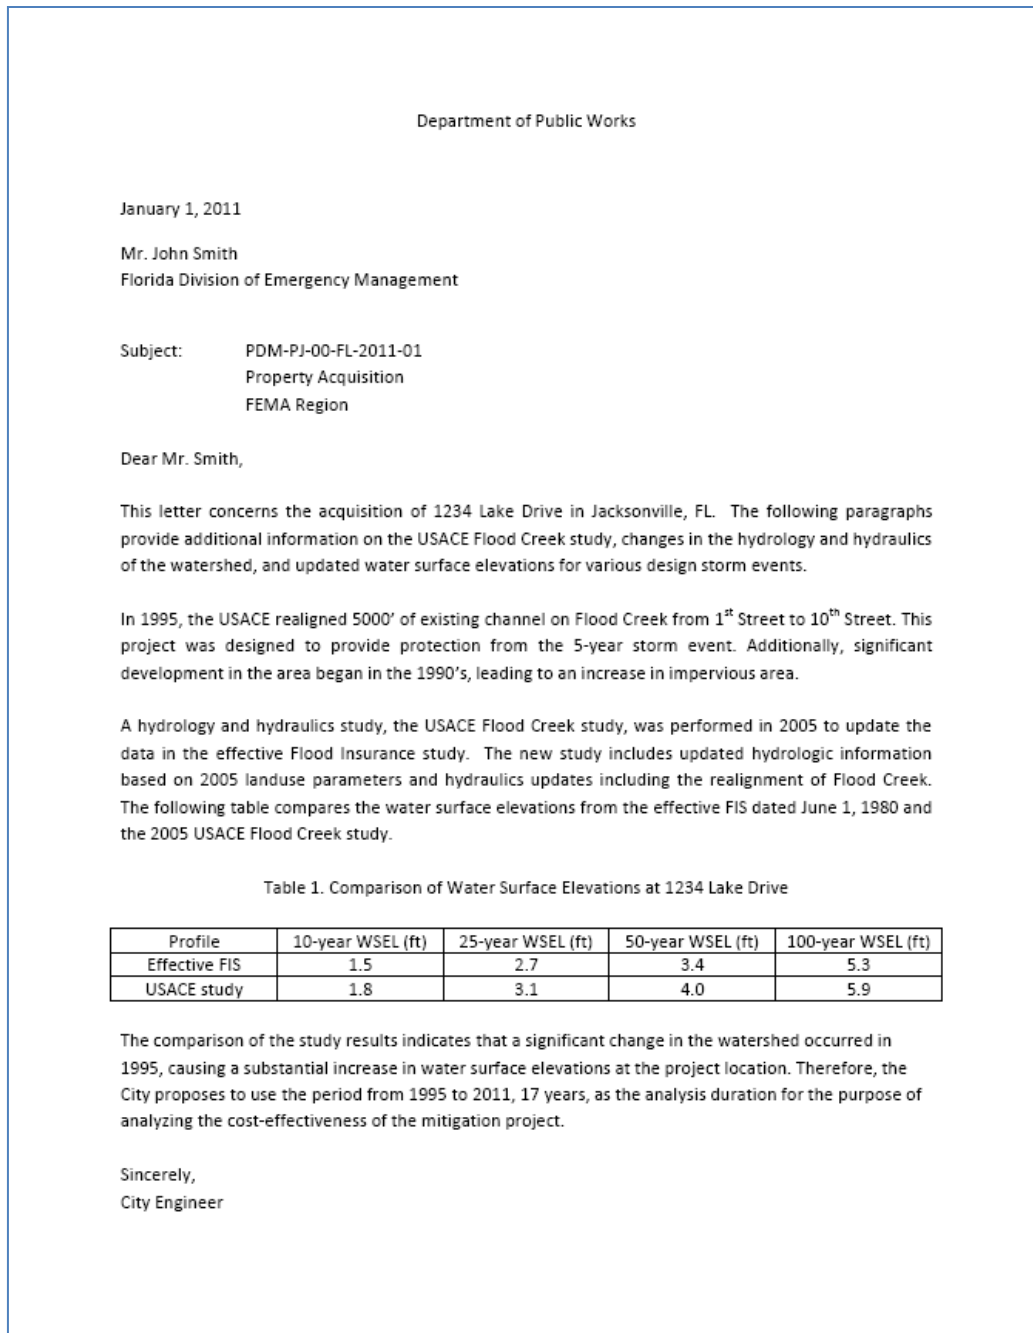 Department of Public Works
January 1, 2011
Mr. John Smith
Florida Division of Emergency Management
Subject: PDM-PJ-00-FL-2011-01
Property Acquisition
FEMA Region
Dear Mr. Smith,
This letter concerns the acquisition of 1234 Lake Drive in Jacksonville, FL. The following paragraphs
provide additional information on the USACE Flood Creek study, changes in the hydrology and hydraulics
of the watershed, and updated water surface elevations for various design storm events.
In 1995, the USACE realigned 5000' of existing channel on Flood Creek from 1st Street to 10th Street. This
project was designed to provide protection from the 5-year storm event. Additionally, significant
development in the area began in the 1990's, leading to an increase in impervious area.
A hydrology and hydraulics study, the USACE Flood Creek study, was performed in 2005 to update the
data in the effective Flood Insurance study. The new study includes updated hydrologic information
based on 2005 landuse parameters and hydraulics updates including the realignment of Flood Creek.
The following table compares the water surface elevations from the effective FIS dated June 1, 1980 and
the 2005 USACE Flood Creek study.
Table 1. Comparison of Water Surface Elevations at 1234 Lake Drive
Profile 10-year WSEL (ft) 25-year WSEL (ft) 50-year WSEL (ft) 100-year WSEL (ft)
Effective FIS 1.5 2.7 3.4 5.3
USACE study 1.8 3.1 4.0 5.9
The comparison of the study results indicates that a significant change in the watershed occurred in
1995, causing a substantial increase in water surface elevations at the project location. Therefore, the
City proposes to use the period from 1995 to 2011, 17 years, as the analysis duration for the purpose of
analyzing the cost-effectiveness of the mitigation project.
Sincerely,
City Engineer